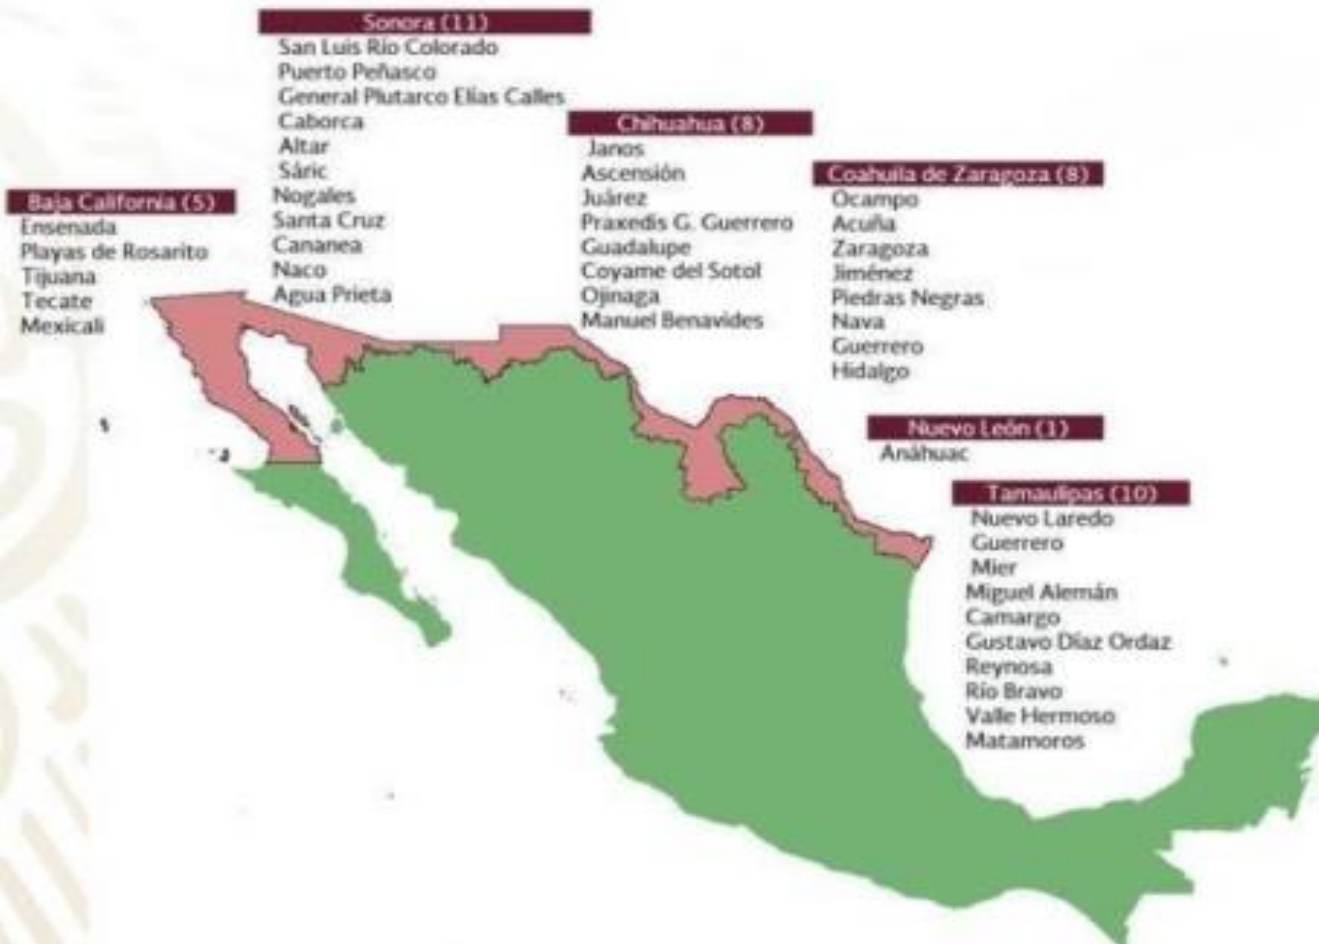 Sonora (11)
San Luis Río Colorado
Puerto Peñasco
General Plutarco Elías Calles
Caborca
Altar
Sáric
Nogales
Santa Cruz
Cananea
Naco
Agua Prieta
Chihuahua (8)
Janos
Ascensión
Juárez
Praxedis G. Guerrero
Guadalupe
Coyame del Sotol
Ojinaga
Manuel Benavides
Coahuila de Zaragoza (8)
Ocampo
Acuña
Zaragoza
Jiménez
Piedras Negras
Nava
Guerrero
Hidalgo
Baja California (5)
Ensenada
Playas de Rosarito
Tijuana
Tecate
Mexicali
Nuevo León (1)
Anáhuac
Tamaulipas (10)
Nuevo Laredo
Guerrero
Mier
Miguel Alemán
Camargo
Gustavo Díaz Ordaz
Reynosa
Río Bravo
Valle Hermoso
Matamoros